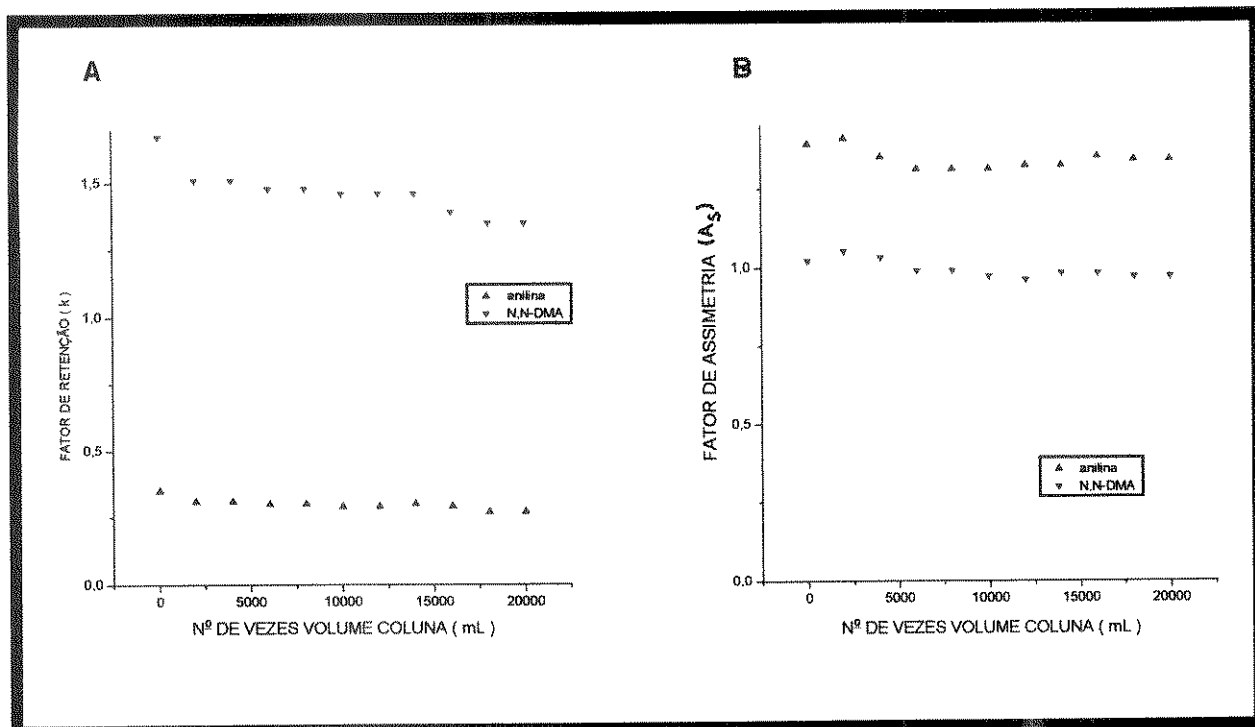 A
FATOR DE RETENÇÃO ( k )
1,5
1,0
0,5
0,0
▲ anilina
▼ N,N-DMA
0 5000 10000 15000 20000
Nº DE VEZES VOLUME COLUNA ( mL )
B
FATOR DE ASSIMETRIA (As)
1,0
0,5
0,0
▲ anilina
▼ N,N-DMA
0 5000 10000 15000 20000
Nº DE VEZES VOLUME COLUNA ( mL )